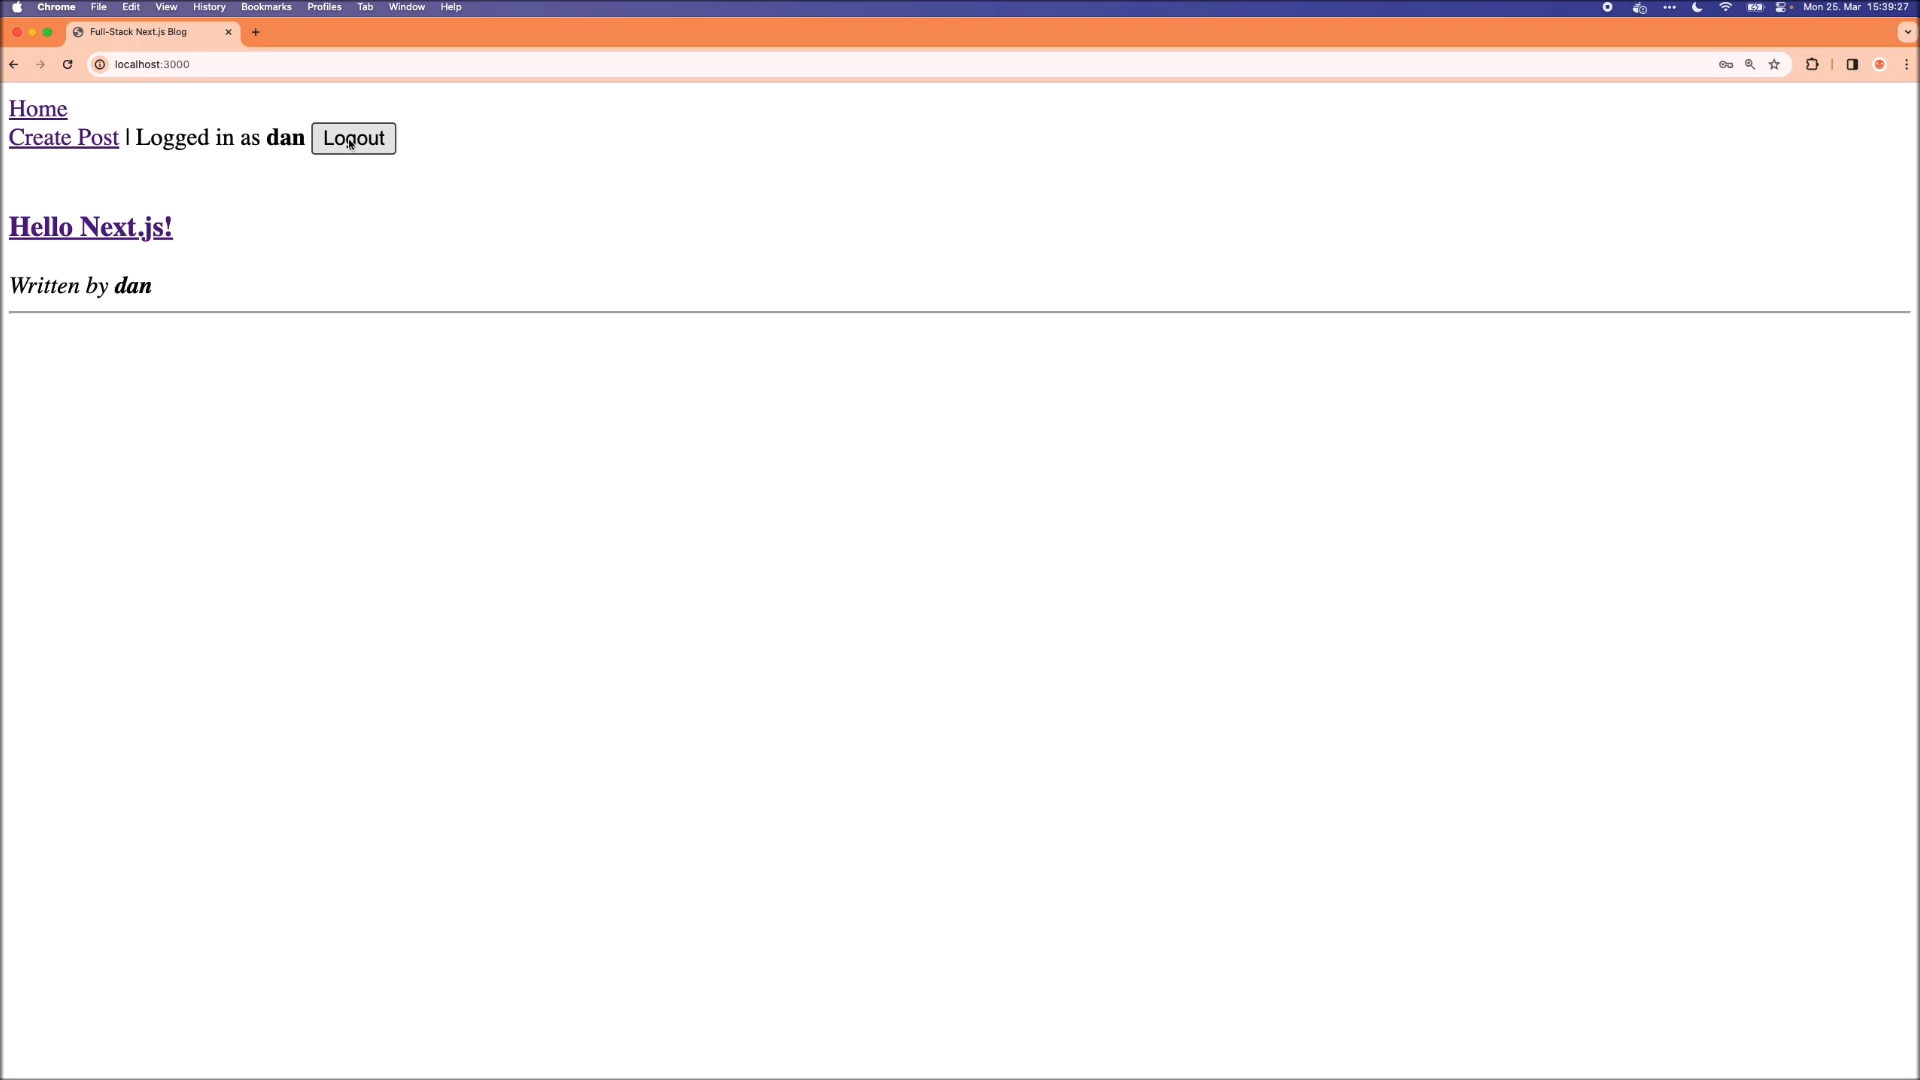 Chrome File Edit View History Bookmarks Profiles Tab Window Help Mon 25. Mar 15:39:27
Full-Stack Next.js Blog
localhost:3000
Home
Create Post | Logged in as dan Logout
Hello Next.js!
Written by dan